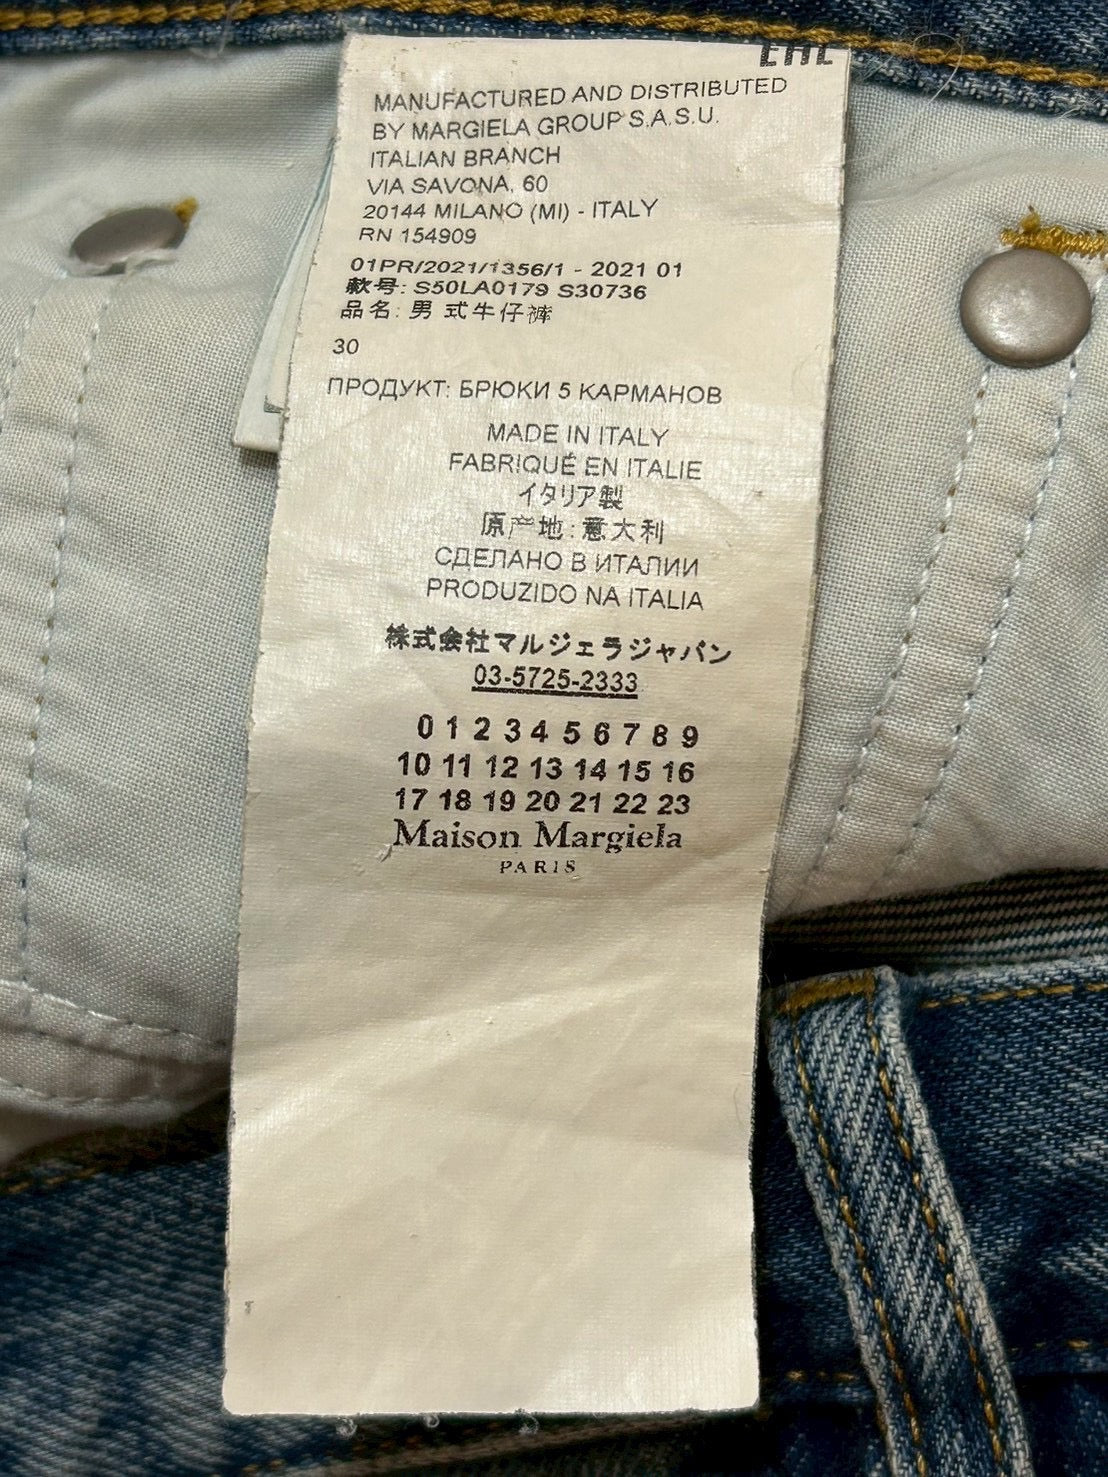 EAC
MANUFACTURED AND DISTRIBUTED
BY MARGIELA GROUP S.A.S.U.
ITALIAN BRANCH
VIA SAVONA, 60
20144 MILANO (MI) - ITALY
RN 154909
01PR/2021/1356/1 - 2021 01
款号: S50LA0179 S30736
品名: 男式牛仔裤
30
ПРОДУКТ: БРЮКИ 5 КАРМАНОВ
MADE IN ITALY
FABRIQUÉ EN ITALIE
イタリア製
原产地: 意大利
СДЕЛАНО В ИТАЛИИ
PRODUZIDO NA ITALIA
株式会社マルジェラジャパン
03-5725-2333
0 1 2 3 4 5 6 7 8 9
10 11 12 13 14 15 16
17 18 19 20 21 22 23
Maison Margiela
PARIS